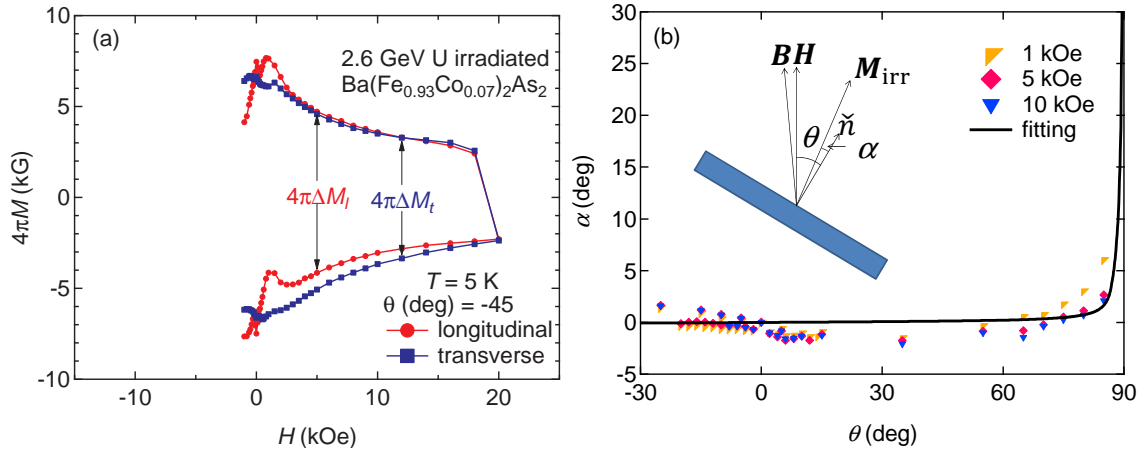 (a)
2.6 GeV U irradiated
Ba(Fe0.93Co0.07)2As2
4πΔMl
4πΔMt
T = 5 K
θ (deg) = -45
longitudinal
transverse
10
5
0
-5
-10
4πM (kG)
-10
0
10
20
H (kOe)
(b)
B H
Mirr
θ
ň
α
1 kOe
5 kOe
10 kOe
fitting
30
25
20
15
10
5
0
-5
α (deg)
-30
0
30
60
90
θ (deg)